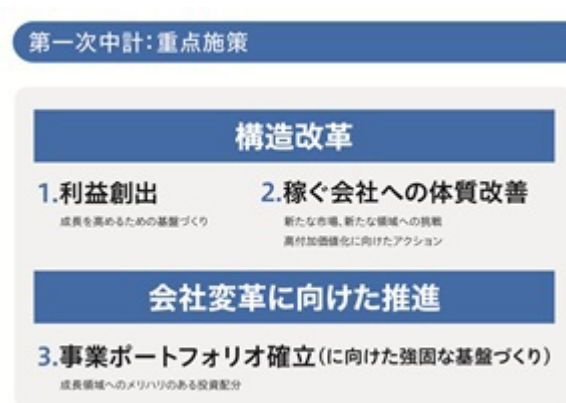 第一次中計：重点施策
構造改革
1.利益創出
成長を高めるための基盤づくり
2.稼ぐ会社への体質改善
新たな市場、新たな領域への挑戦
高付加価値化に向けたアクション
会社変革に向けた推進
3.事業ポートフォリオ確立（に向けた強固な基盤づくり）
成長領域へのメリハリのある投資配分